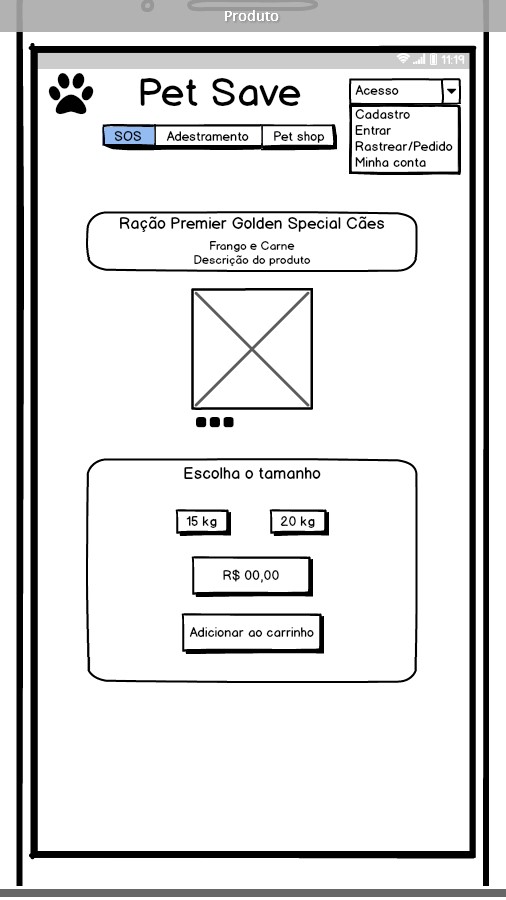 Produto
11:19
Pet Save
Acesso
Cadastro
Entrar
Rastrear/Pedido
Minha conta
SOS Adestramento Pet shop
Ração Premier Golden Special Cães
Frango e Carne
Descrição do produto
Escolha o tamanho
15 kg 20 kg
R$ 00,00
Adicionar ao carrinho